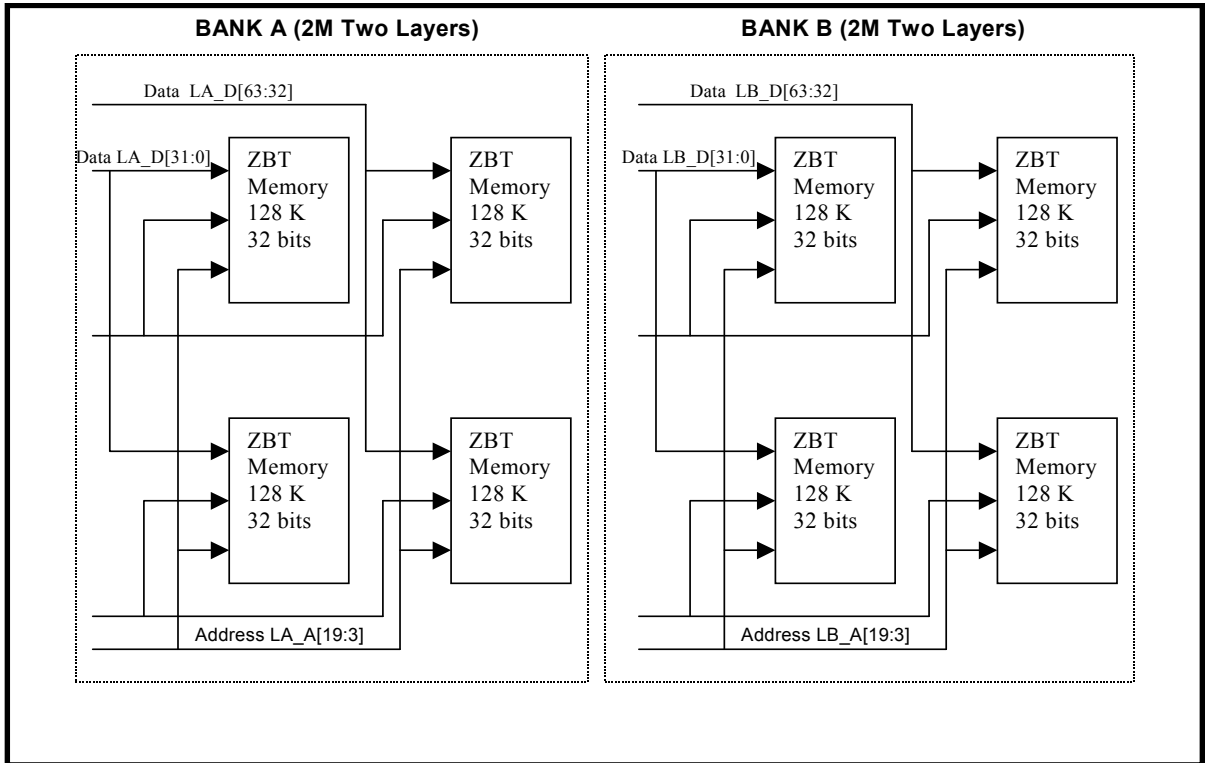 BANK A (2M Two Layers)
BANK B (2M Two Layers)
Data LA_D[63:32]
Data LB_D[63:32]
Data LA_D[31:0]
ZBT
Memory
128 K
32 bits
ZBT
Memory
128 K
32 bits
Data LB_D[31:0]
ZBT
Memory
128 K
32 bits
ZBT
Memory
128 K
32 bits
ZBT
Memory
128 K
32 bits
ZBT
Memory
128 K
32 bits
ZBT
Memory
128 K
32 bits
ZBT
Memory
128 K
32 bits
Address LA_A[19:3]
Address LB_A[19:3]